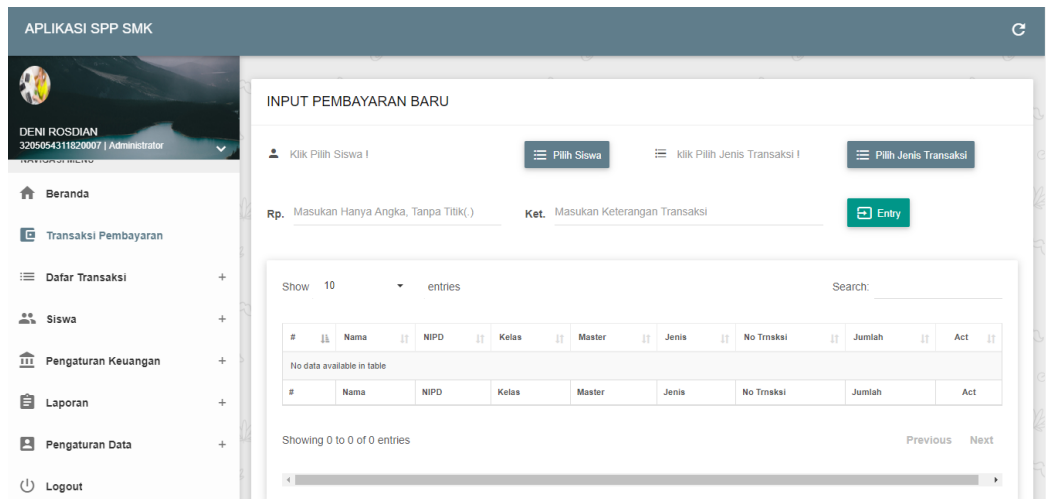 APLIKASI SPP SMK
DENI ROSDIAN
3205054311820007 | Administrator
NAVIGASI MENU
Beranda
Transaksi Pembayaran
Dafar Transaksi +
Siswa +
Pengaturan Keuangan +
Laporan +
Pengaturan Data +
Logout
INPUT PEMBAYARAN BARU
Klik Pilih Siswa ! Pilih Siswa klik Pilih Jenis Transaksi ! Pilih Jenis Transaksi
Rp. Masukan Hanya Angka, Tanpa Titik(.) Ket. Masukan Keterangan Transaksi Entry
Show 10 entries Search:
# Nama NIPD Kelas Master Jenis No Trnsksi Jumlah Act
No data available in table
# Nama NIPD Kelas Master Jenis No Trnsksi Jumlah Act
Showing 0 to 0 of 0 entries Previous Next